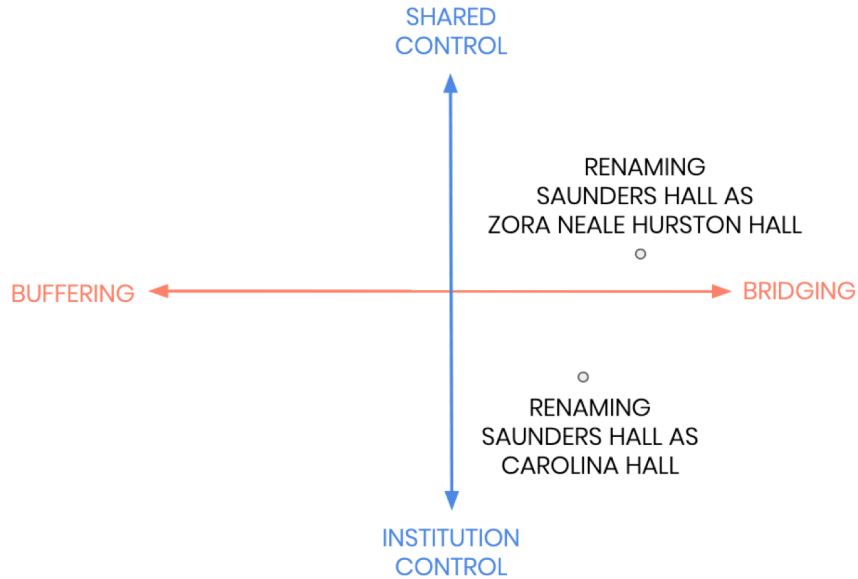 SHARED
CONTROL
RENAMING
SAUNDERS HALL AS
ZORA NEALE HURSTON HALL
BUFFERING
BRIDGING
RENAMING
SAUNDERS HALL AS
CAROLINA HALL
INSTITUTION
CONTROL